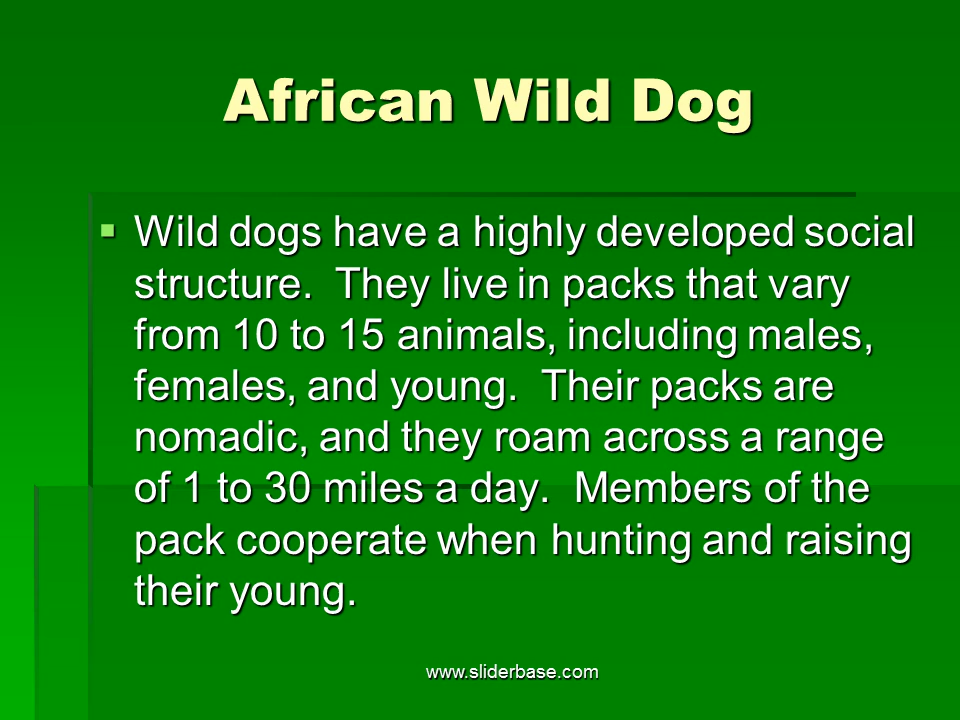 African Wild Dog
▪ Wild dogs have a highly developed social
structure.  They live in packs that vary
from 10 to 15 animals, including males,
females, and young.  Their packs are
nomadic, and they roam across a range
of 1 to 30 miles a day.  Members of the
pack cooperate when hunting and raising
their young.
www.sliderbase.com